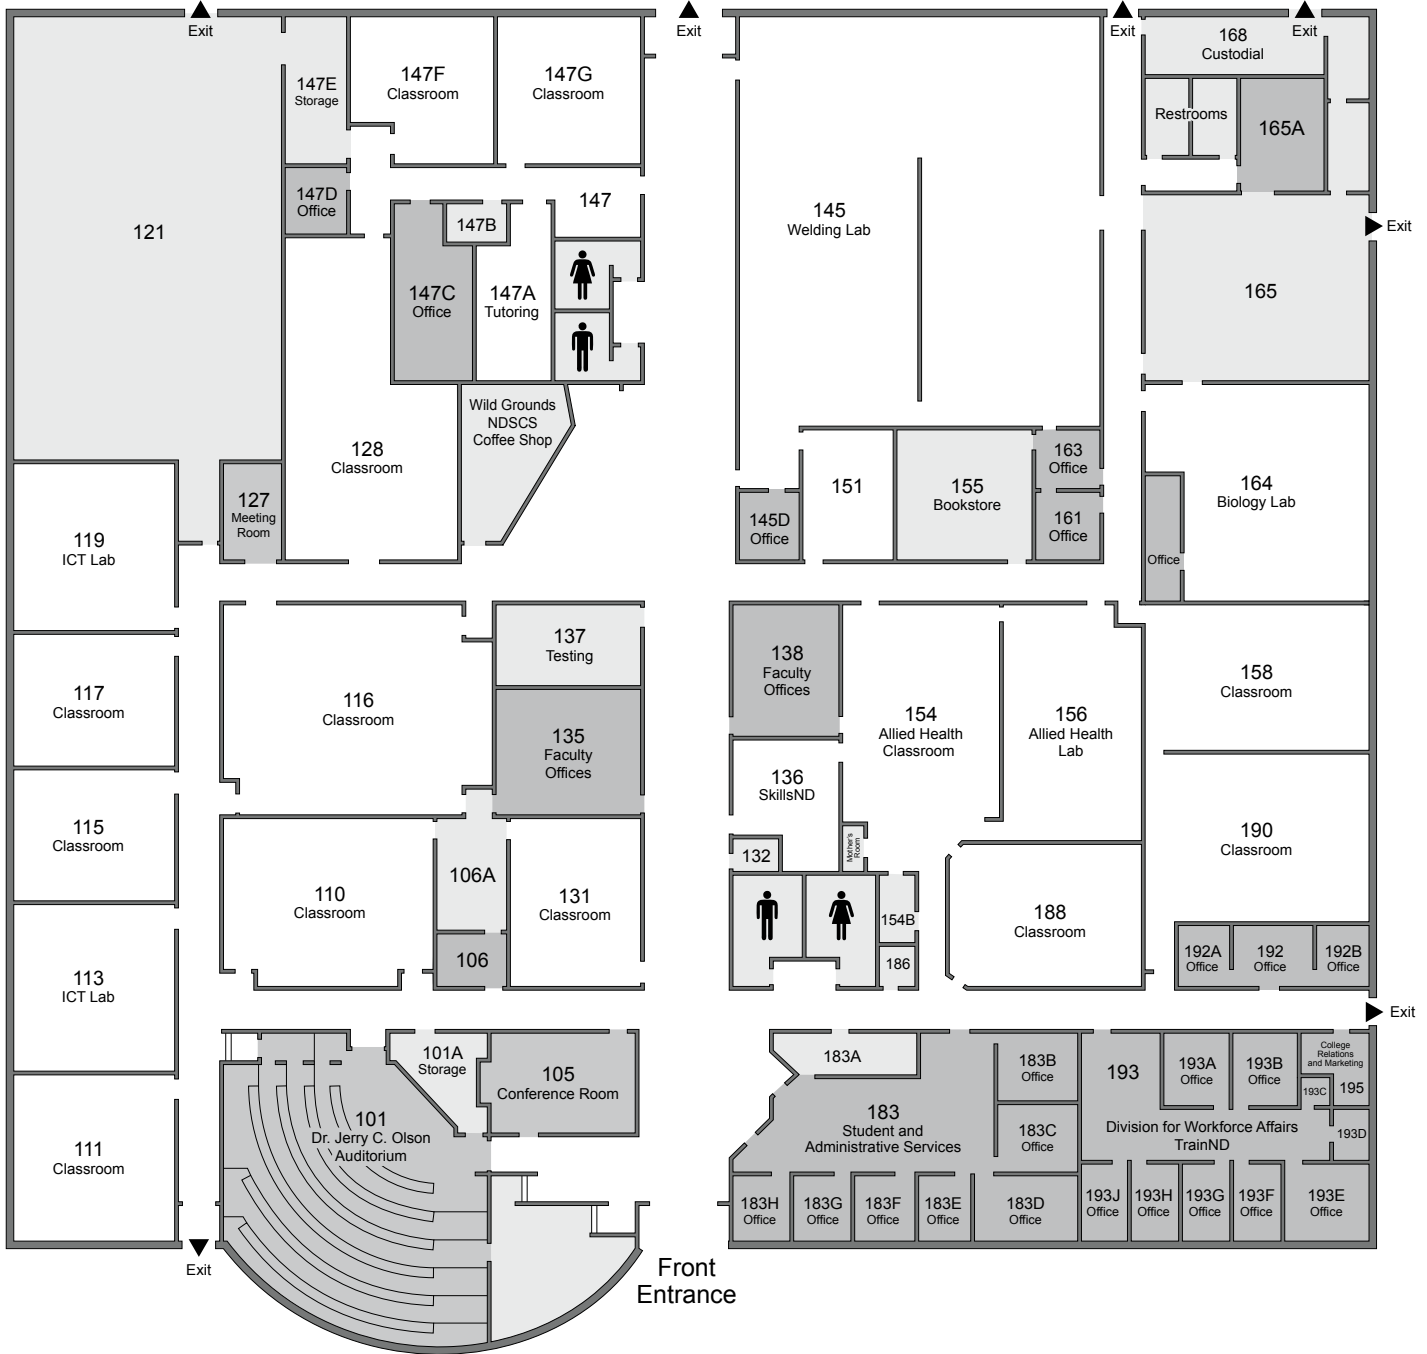 Exit
Exit
Exit
Exit
168
Custodial
147E
Storage
147F
Classroom
147G
Classroom
Restrooms
165A
147D
Office
147
147B
121
145
Welding Lab
Exit
147C
Office
147A
Tutoring
165
Wild Grounds
NDSCS
Coffee Shop
128
Classroom
163
Office
127
Meeting
Room
151
155
Bookstore
164
Biology Lab
145D
Office
161
Office
119
ICT Lab
Office
137
Testing
138
Faculty
Offices
158
Classroom
117
Classroom
116
Classroom
154
Allied Health
Classroom
156
Allied Health
Lab
135
Faculty
Offices
136
SkillsND
115
Classroom
190
Classroom
Mother's
Room
132
106A
110
Classroom
131
Classroom
154B
188
Classroom
192A
Office
192
Office
192B
Office
106
186
113
ICT Lab
Exit
101A
Storage
105
Conference Room
183A
183B
Office
193
193A
Office
193B
Office
College
Relations
and Marketing
193C
195
101
Dr. Jerry C. Olson
Auditorium
183
Student and
Administrative Services
183C
Office
Division for Workforce Affairs
TrainND
193D
111
Classroom
183H
Office
183G
Office
183F
Office
183E
Office
183D
Office
193J
Office
193H
Office
193G
Office
193F
Office
193E
Office
Exit
Front
Entrance